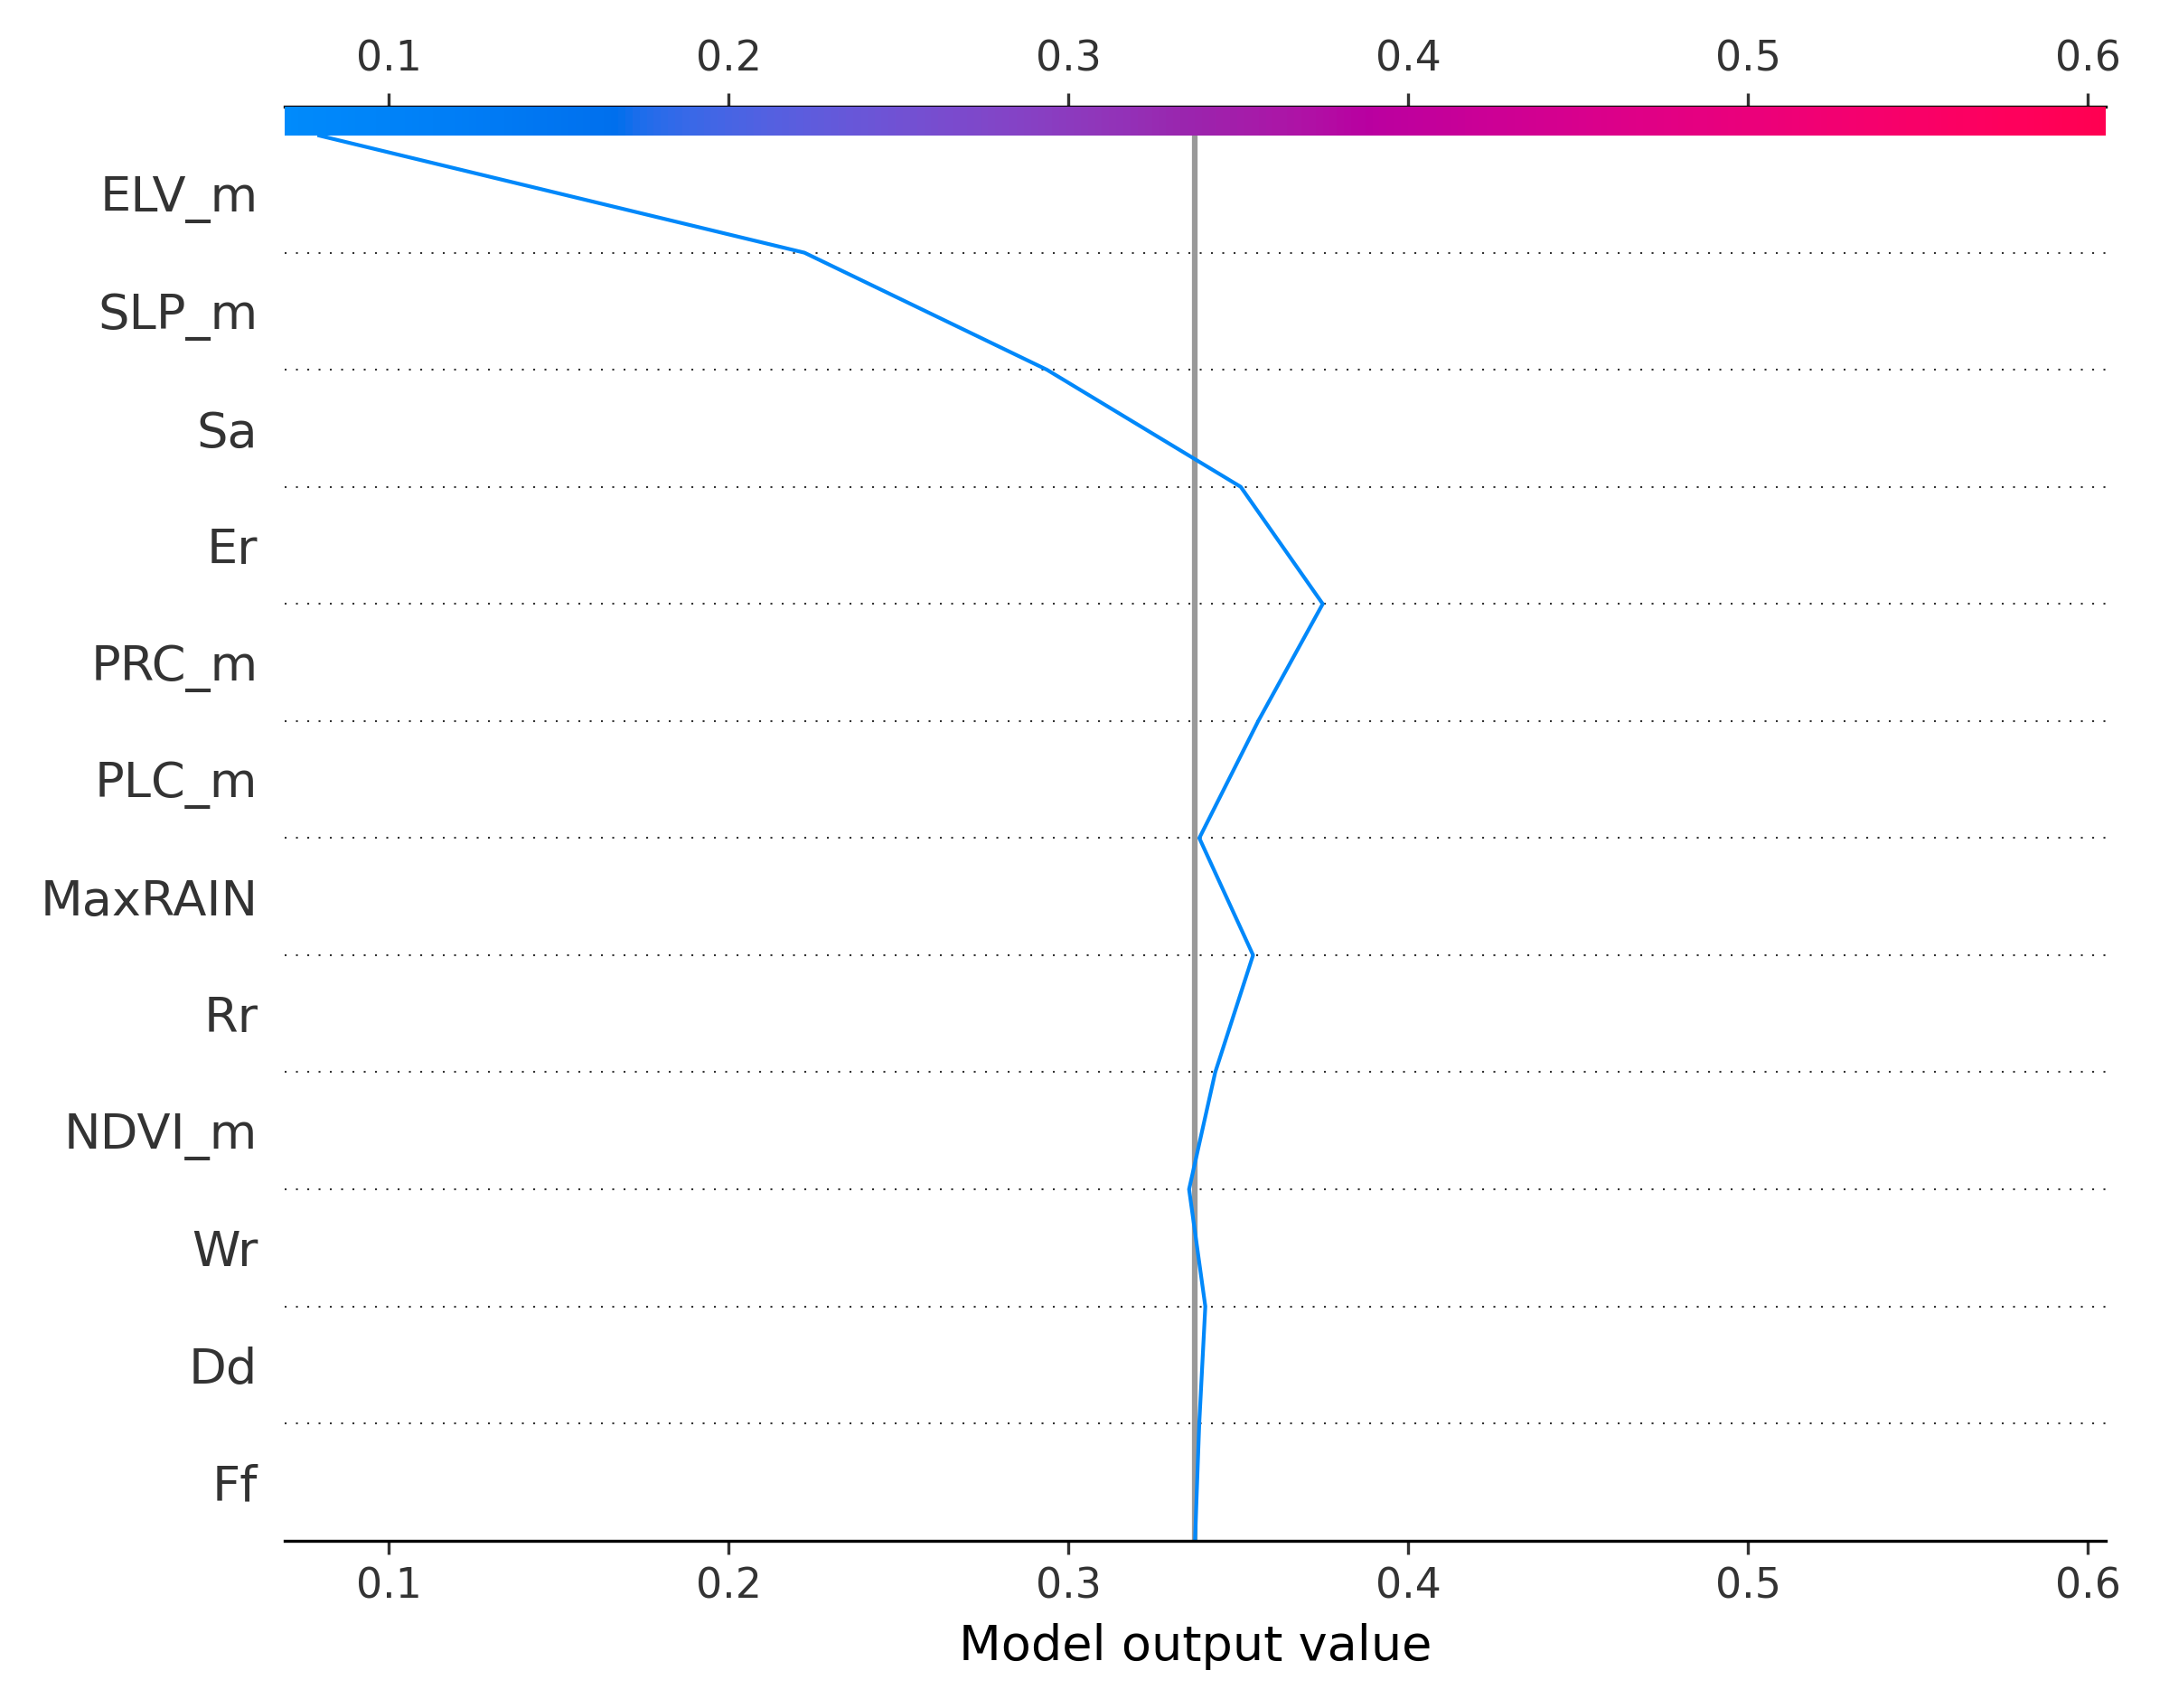 0.1 0.2 0.3 0.4 0.5 0.6
ELV_m
SLP_m
Sa
Er
PRC_m
PLC_m
MaxRAIN
Rr
NDVI_m
Wr
Dd
Ff
0.1 0.2 0.3 0.4 0.5 0.6
Model output value